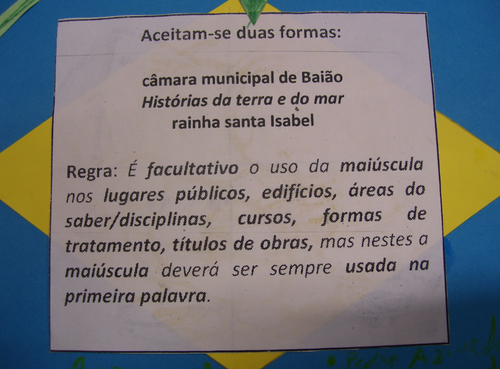 Aceitam-se duas formas:
câmara municipal de Baião
Histórias da terra e do mar
rainha santa Isabel
Regra: É facultativo o uso da maiúscula
nos lugares públicos, edifícios, áreas do
saber/disciplinas, cursos, formas de
tratamento, títulos de obras, mas nestes a
maiúscula deverá ser sempre usada na
primeira palavra.